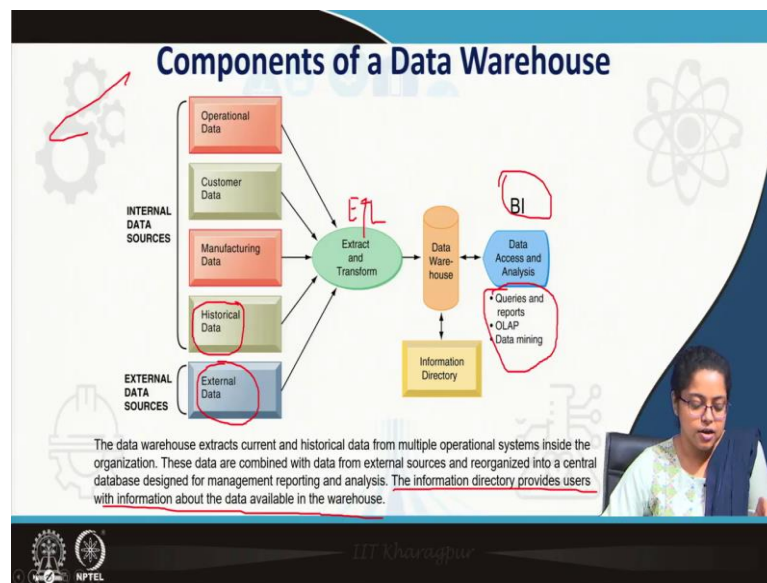 Components of a Data Warehouse
Operational
Data
Customer
Data
INTERNAL
DATA
SOURCES
Manufacturing
Data
Historical
Data
EXTERNAL
DATA
SOURCES
External
Data
ETL
Extract
and
Transform
Data
Ware-
house
Information
Directory
BI
Data
Access and
Analysis
• Queries and
reports
• OLAP
• Data mining
The data warehouse extracts current and historical data from multiple operational systems inside the
organization. These data are combined with data from external sources and reorganized into a central
database designed for management reporting and analysis. The information directory provides users
with information about the data available in the warehouse.
IIT Kharagpur
NPTEL